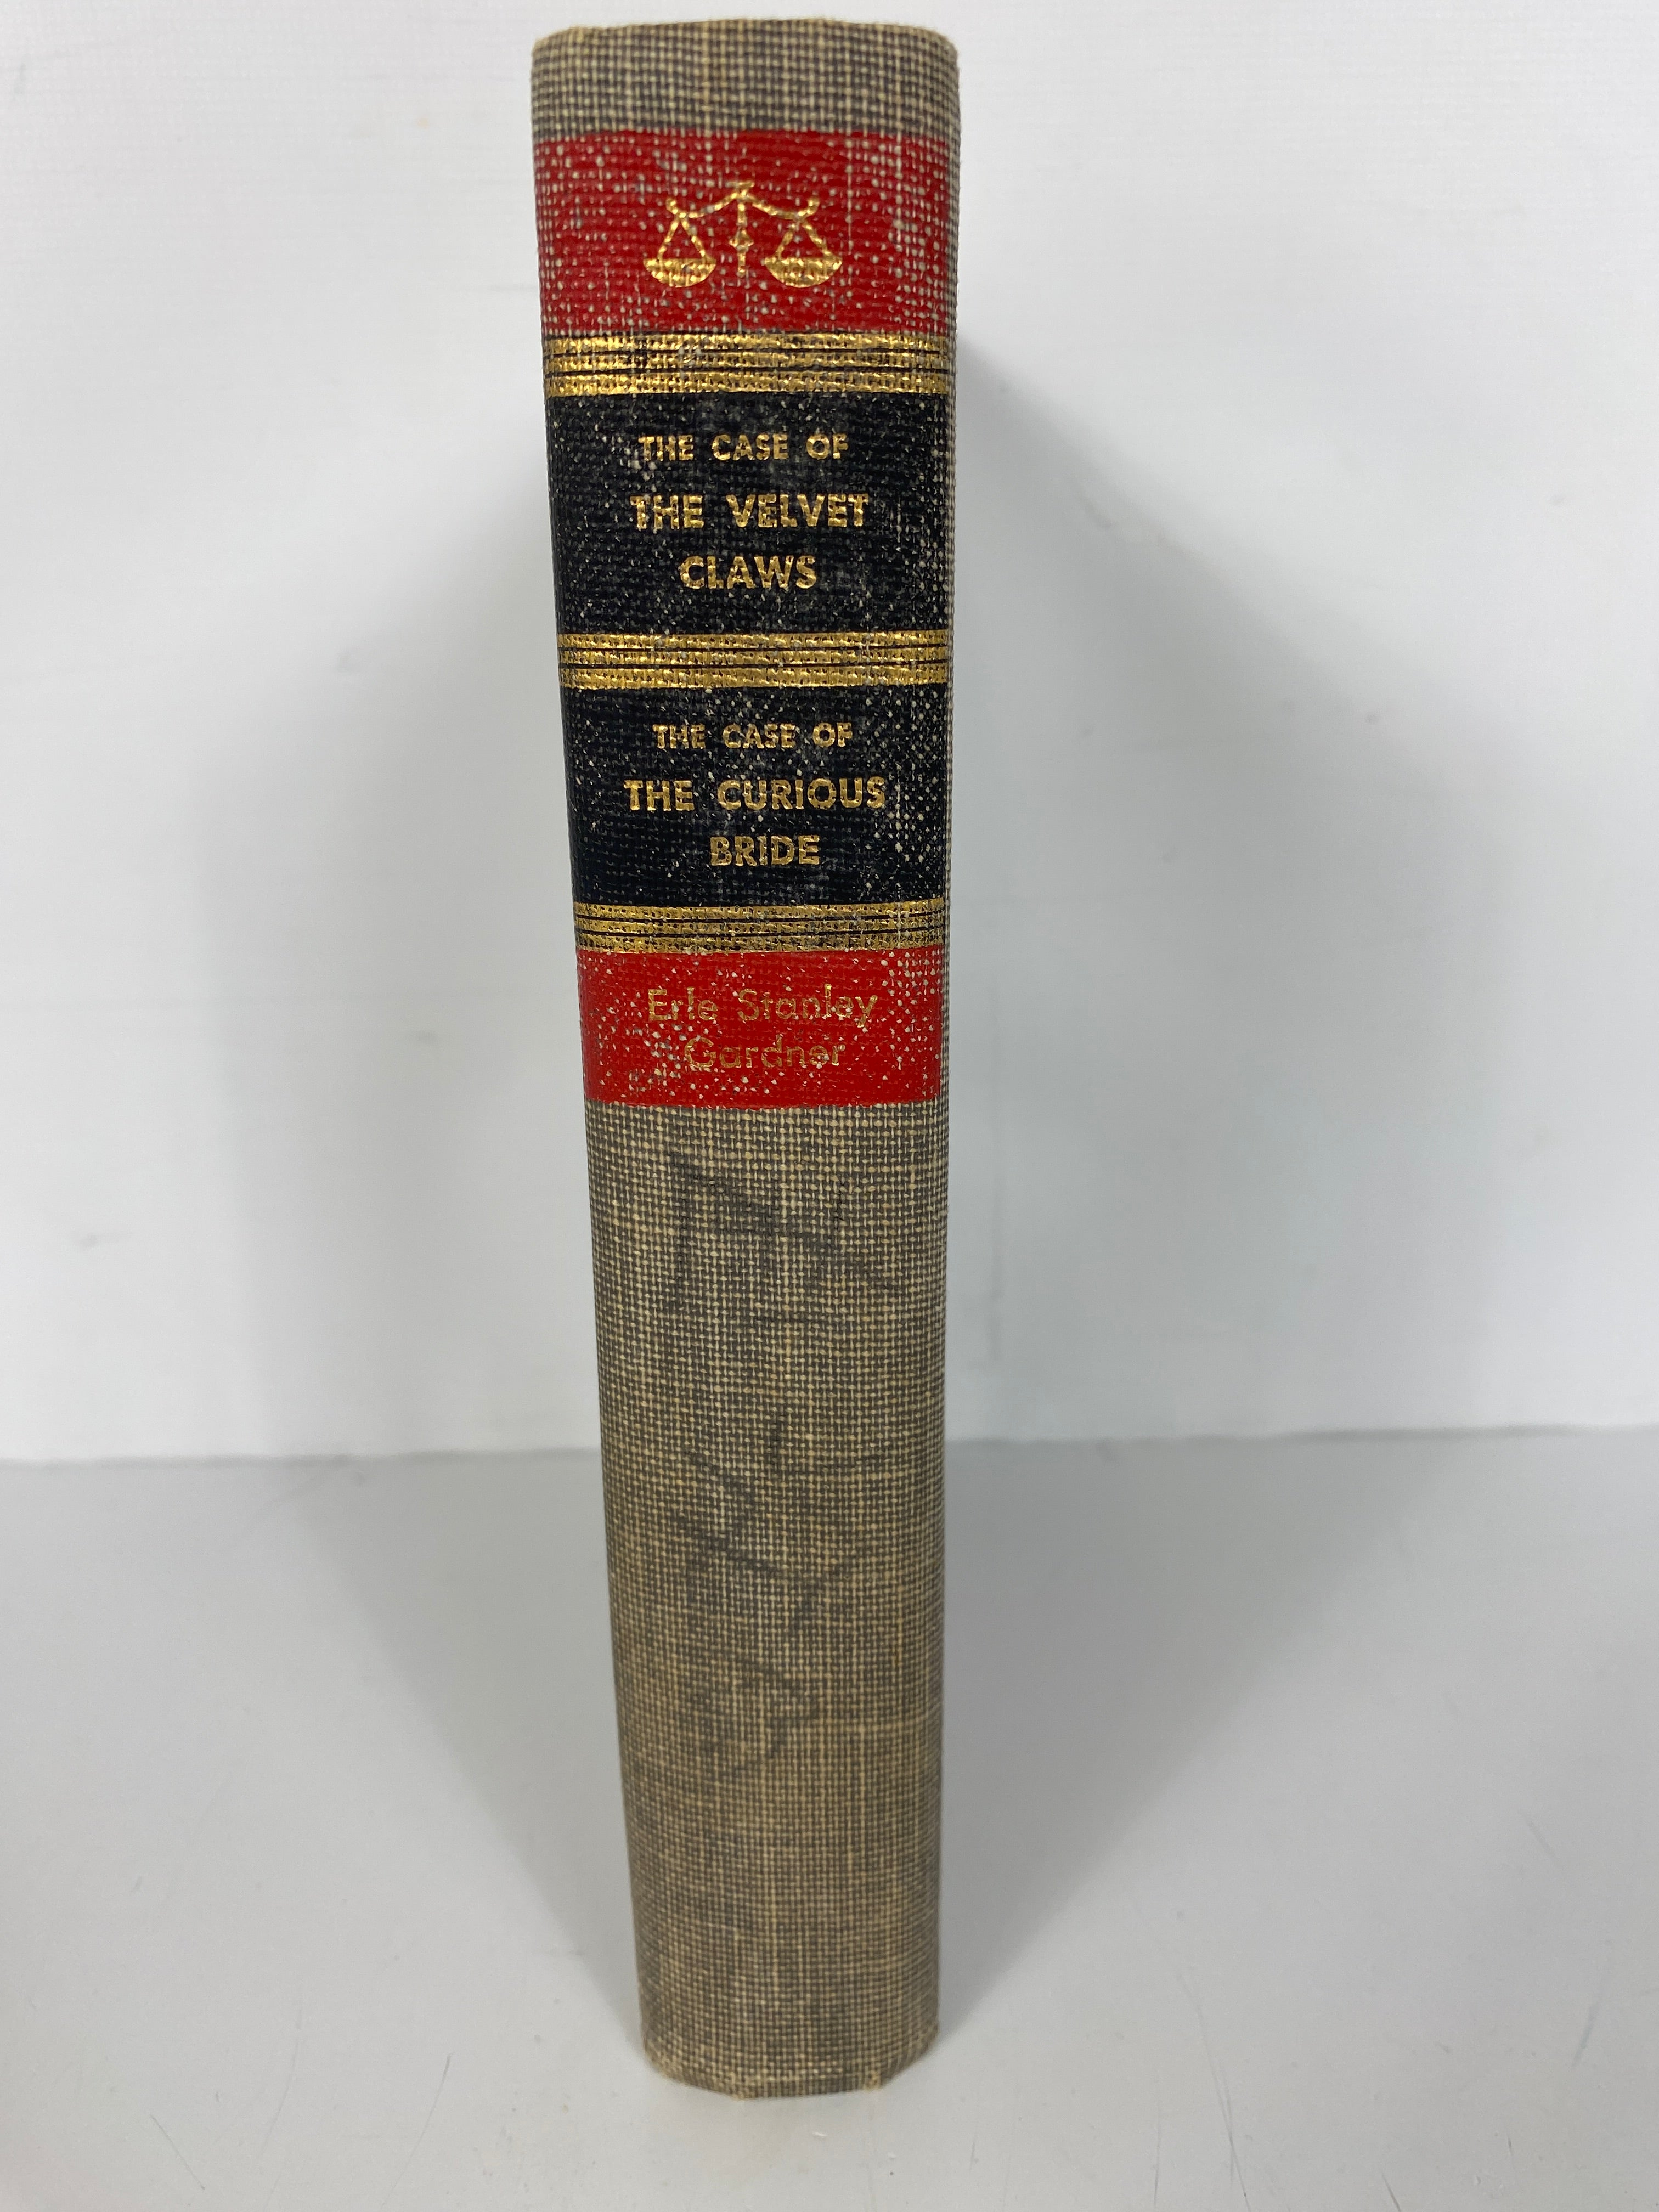 THE CASE OF
THE VELVET
CLAWS
THE CASE OF
THE CURIOUS
BRIDE
Erle Stanley
Gardner